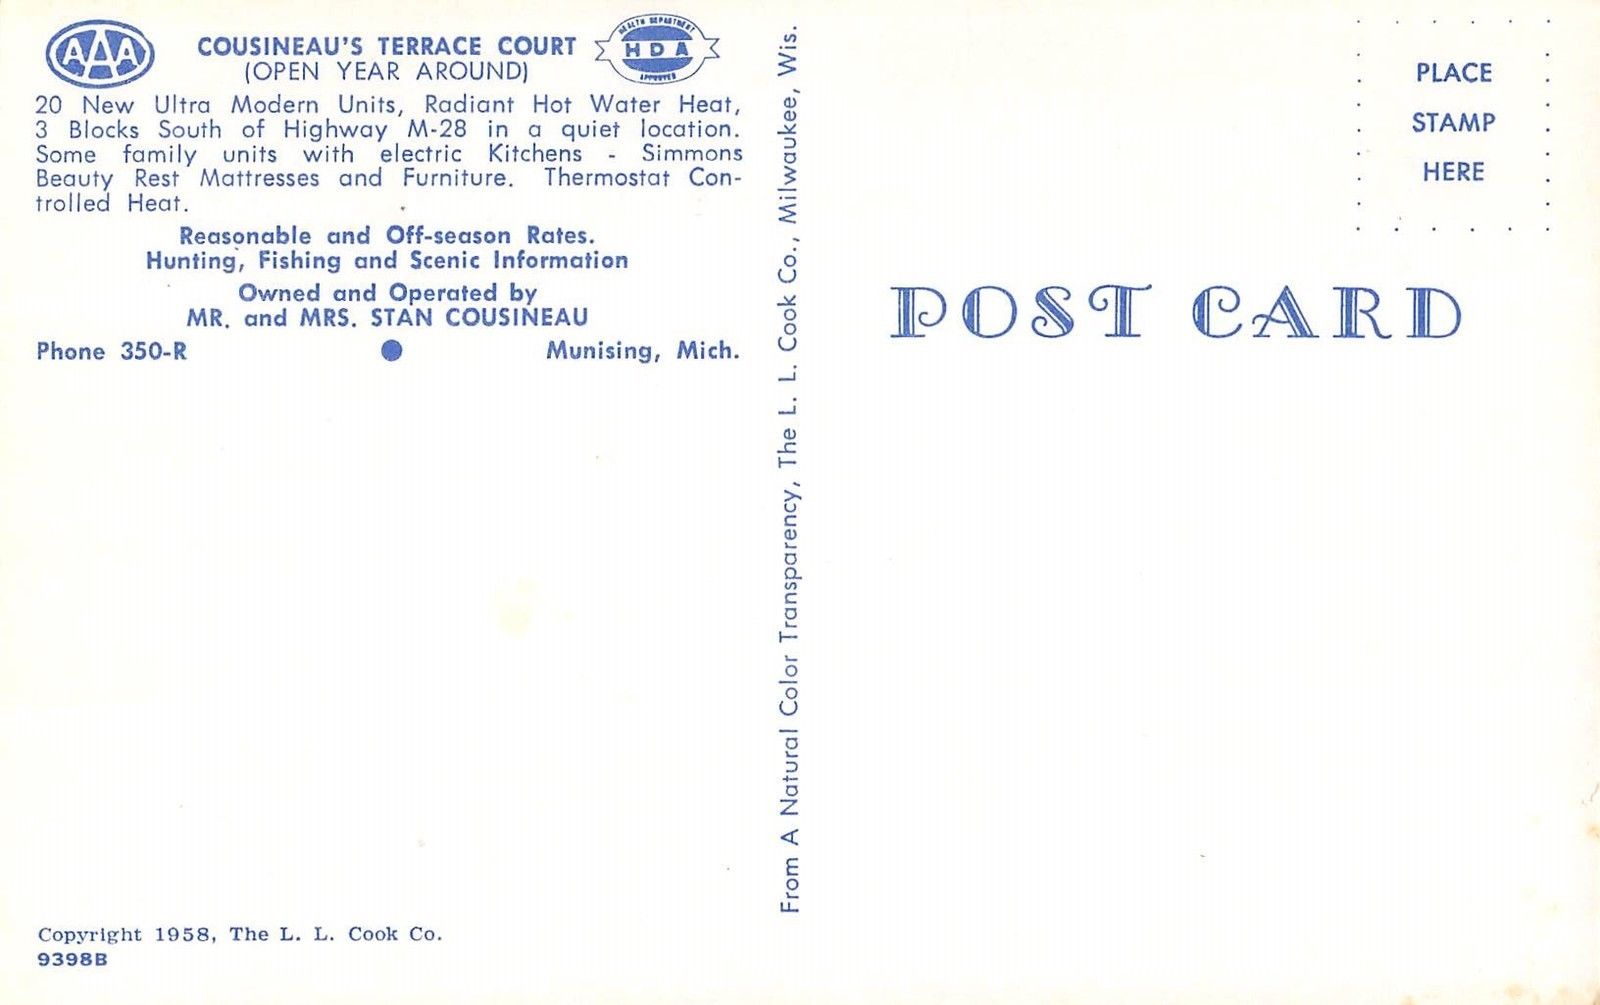 AAA
COUSINEAU'S TERRACE COURT
(OPEN YEAR AROUND)
HEALTH DEPARTMENT
HDA
APPROVED
20 New Ultra Modern Units, Radiant Hot Water Heat,
3 Blocks South of Highway M-28 in a quiet location.
Some family units with electric Kitchens - Simmons
Beauty Rest Mattresses and Furniture. Thermostat Con-
trolled Heat.
Reasonable and Off-season Rates.
Hunting, Fishing and Scenic Information
Owned and Operated by
MR. and MRS. STAN COUSINEAU
Phone 350-R
Munising, Mich.
Copyright 1958, The L. L. Cook Co.
9398B
From A Natural Color Transparency, The L. L. Cook Co., Milwaukee, Wis.
PLACE
STAMP
HERE
POST CARD